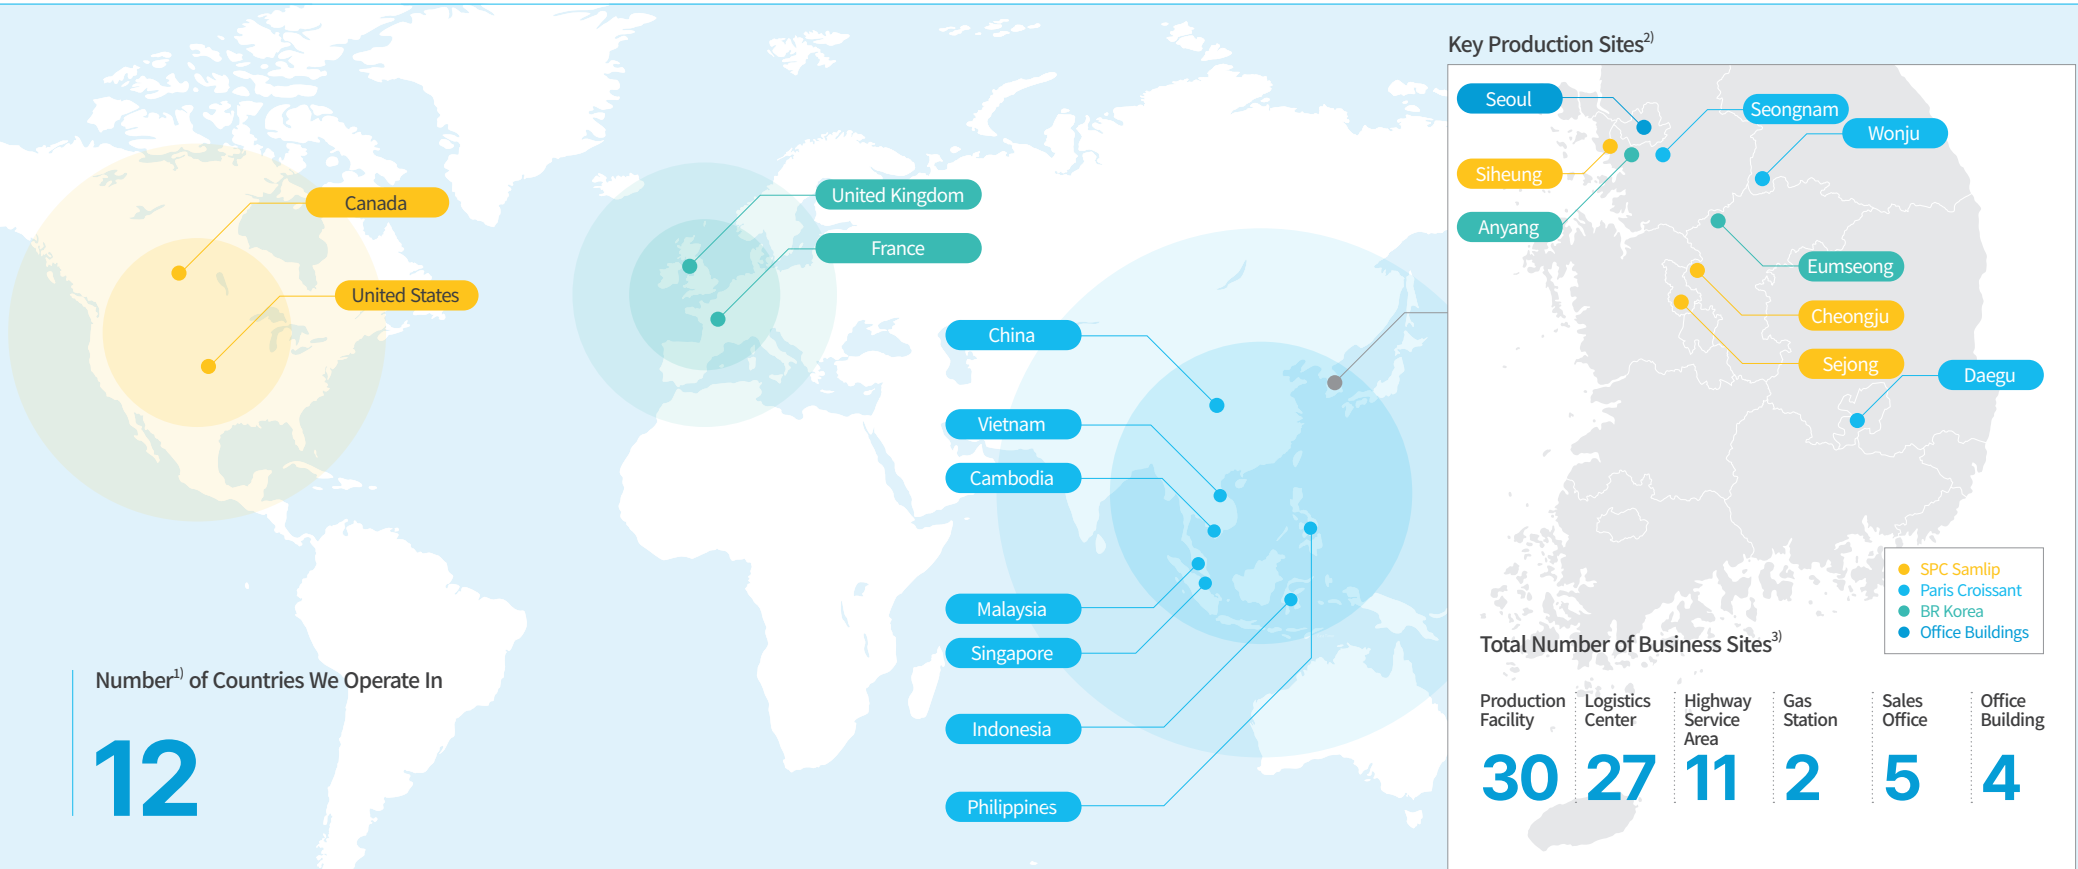 Canada
United States
United Kingdom
France
China
Vietnam
Cambodia
Malaysia
Singapore
Indonesia
Philippines
Number1) of Countries We Operate In
12
Key Production Sites2)
Seoul
Seongnam
Wonju
Siheung
Anyang
Eumseong
Cheongju
Sejong
Daegu
SPC Samlip
Paris Croissant
BR Korea
Office Buildings
Total Number of Business Sites3)
Production
Facility
30
Logistics
Center
27
Highway
Service
Area
11
Gas
Station
2
Sales
Office
5
Office
Building
4